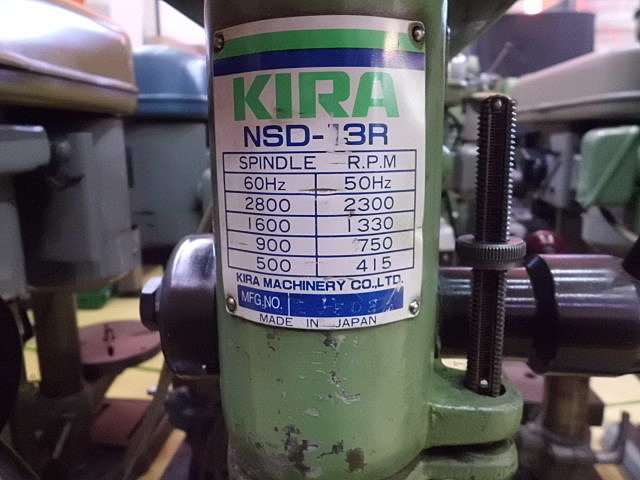 KIRA
NSD-13R
SPINDLE R.P.M
60Hz 50Hz
2800 2300
1600 1330
900 750
500 415
KIRA MACHINERY CO.,LTD.
MFG.NO.
MADE IN JAPAN